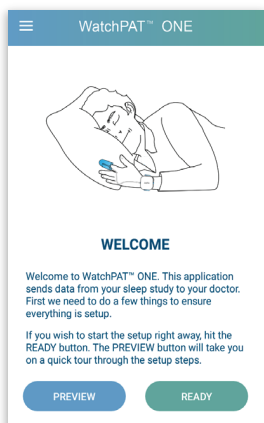 WatchPAT™ ONE
WELCOME
Welcome to WatchPAT™ ONE. This application
sends data from your sleep study to your doctor.
First we need to do a few things to ensure
everything is setup.
If you wish to start the setup right away, hit the
READY button. The PREVIEW button will take you
on a quick tour through the setup steps.
PREVIEW READY